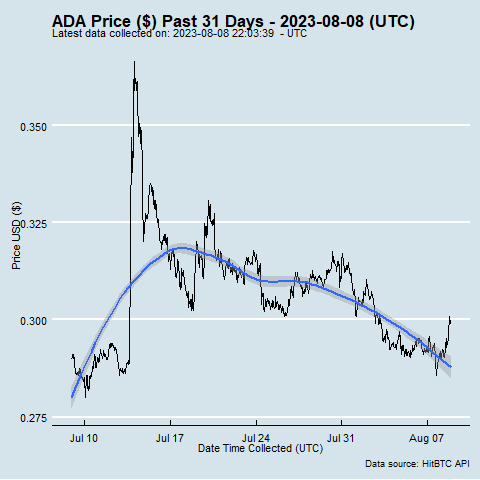 ADA Price ($) Past 31 Days - 2023-08-08 (UTC)
Latest data collected on: 2023-08-08 22:03:39 - UTC
0.350
0.325
0.300
0.275
Price USD ($)
Jul 10 Jul 17 Jul 24 Jul 31 Aug 07
Date Time Collected (UTC)
Data source: HitBTC API